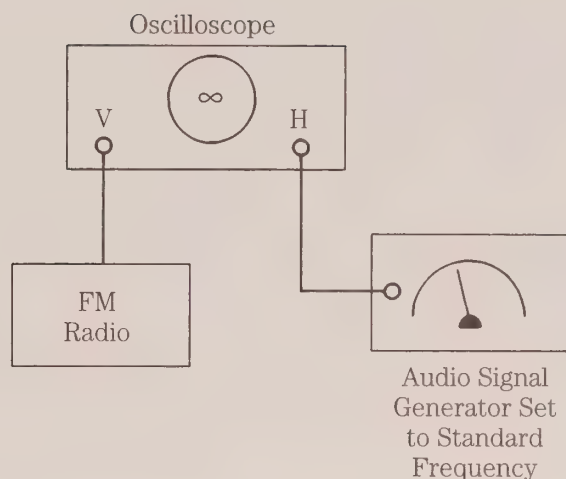 Oscilloscope
∞
V
H
FM
Radio
Audio Signal
Generator Set
to Standard
Frequency